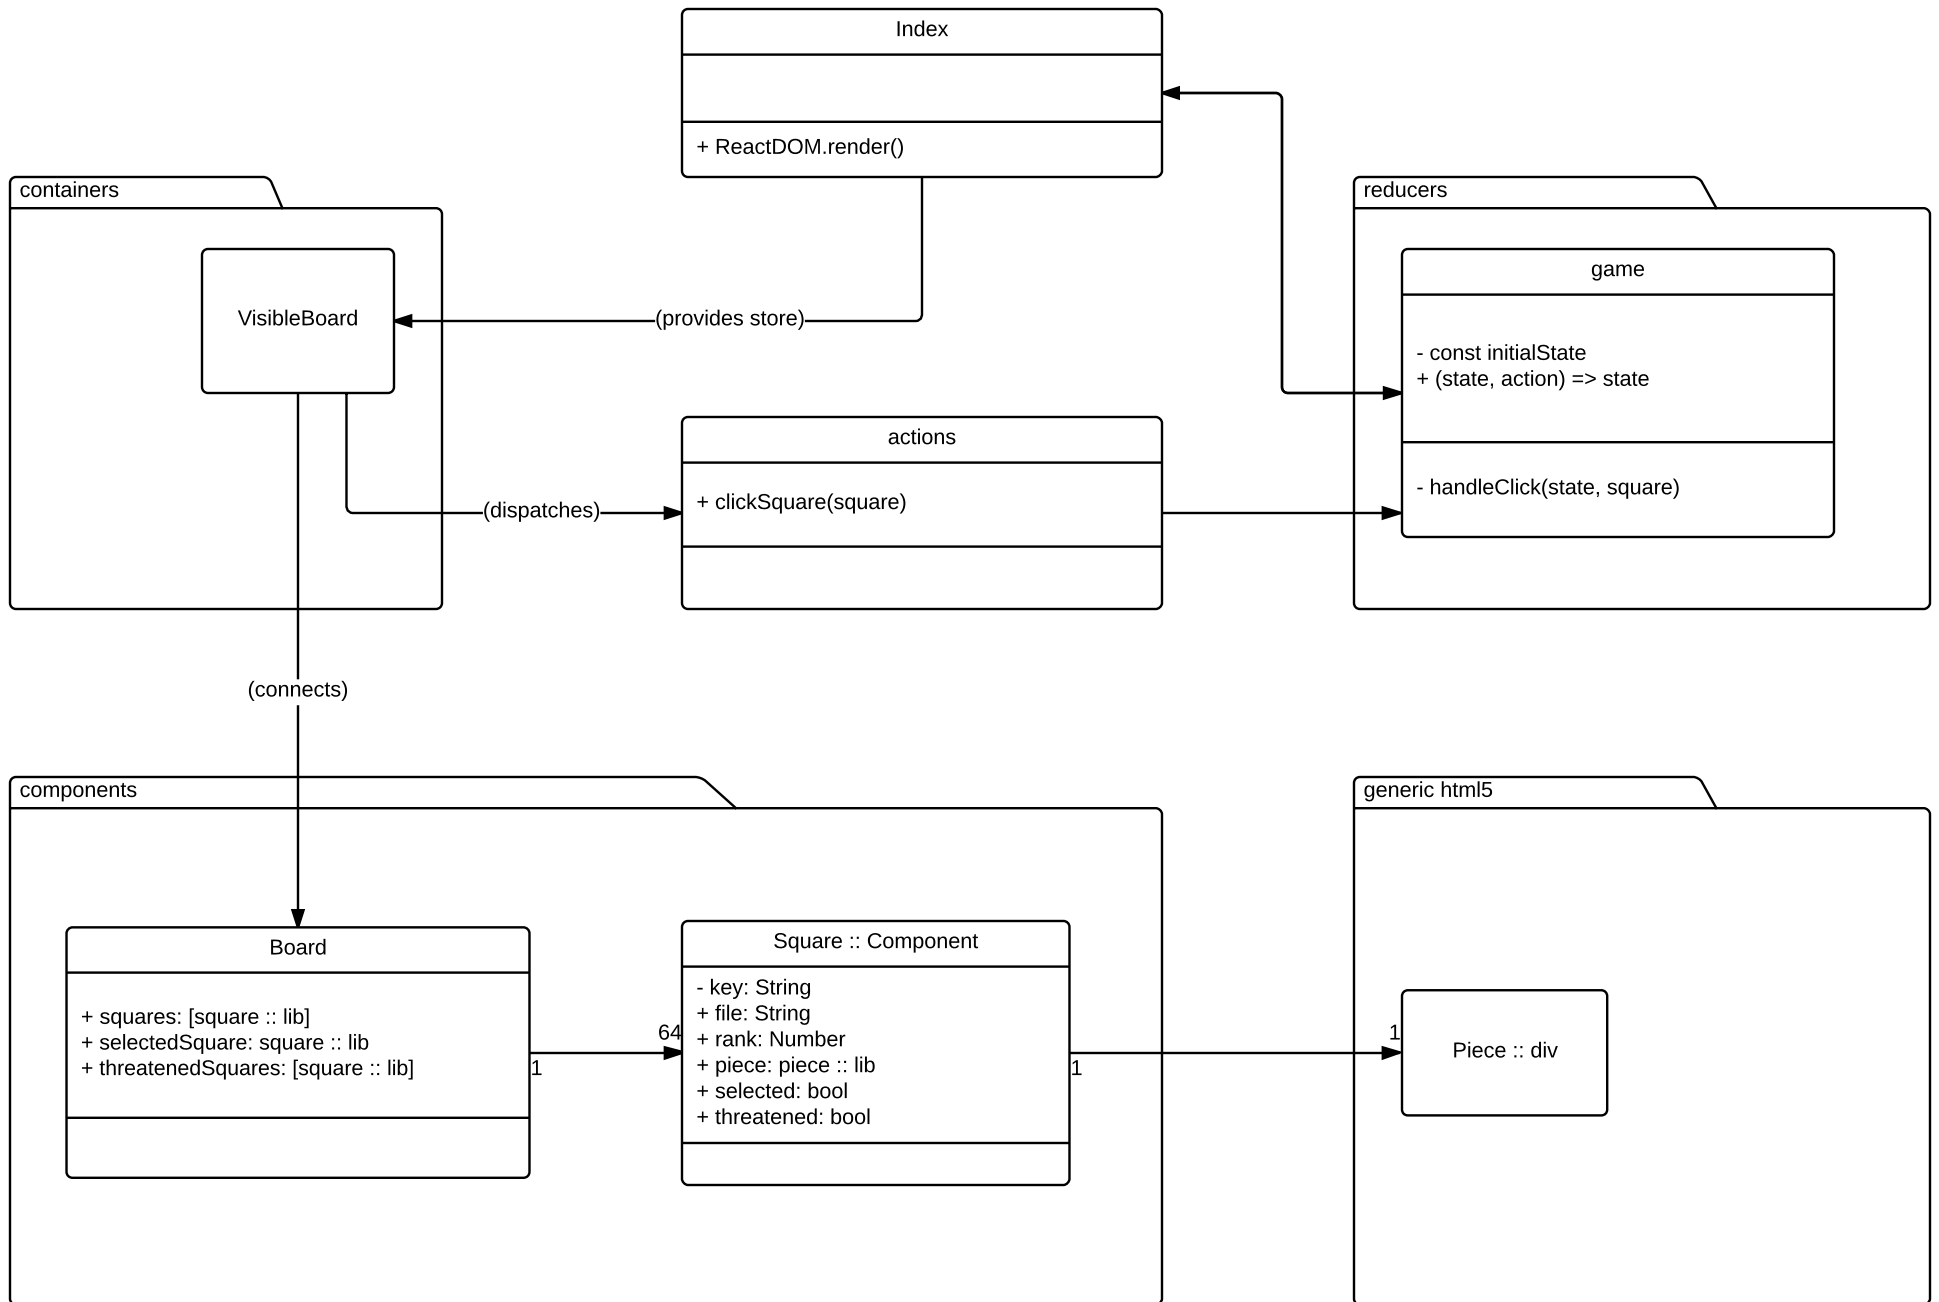 Index
+ ReactDOM.render()
containers
reducers
VisibleBoard
(provides store)
game
- const initialState
+ (state, action) => state
- handleClick(state, square)
actions
+ clickSquare(square)
(dispatches)
(connects)
components
generic html5
Board
+ squares: [square :: lib]
+ selectedSquare: square :: lib
+ threatenedSquares: [square :: lib]
1
64
Square :: Component
- key: String
+ file: String
+ rank: Number
+ piece: piece :: lib
+ selected: bool
+ threatened: bool
1
1
Piece :: div